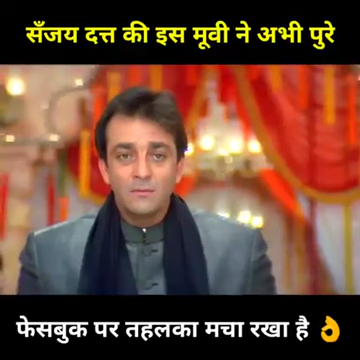 सँजय दत्त की इस मूवी ने अभी पुरे
फेसबुक पर तहलका मचा रखा है 👌